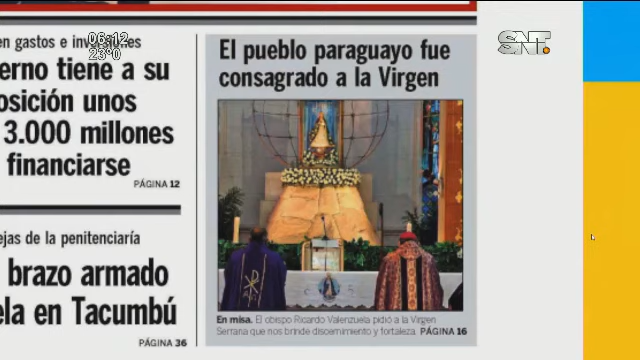 en gastos e inversiones
06:12
23°0
erno tiene a su
osición unos
3.000 millones
financiarse
PÁGINA 12
ejas de la penitenciaría
brazo armado
ela en Tacumbú
PÁGINA 36
El pueblo paraguayo fue
consagrado a la Virgen
En misa. El obispo Ricardo Valenzuela pidió a la Virgen
Serrana que nos brinde discernimiento y fortaleza. PÁGINA 16
SNT